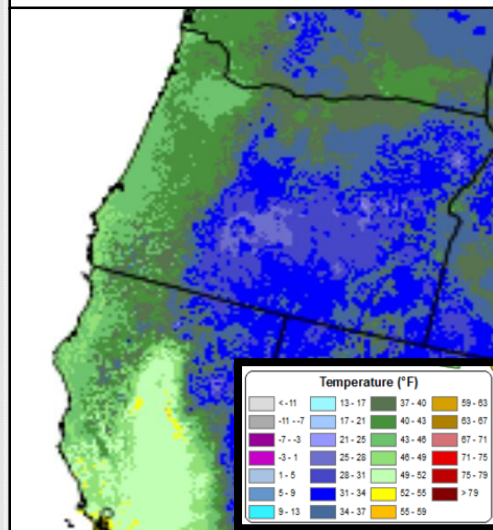 Temperature (°F)
< -11 13 - 17 37 - 40 59 - 63
-11 - -7 17 - 21 40 - 43 63 - 67
-7 - -3 21 - 25 43 - 46 67 - 71
-3 - 1 25 - 28 46 - 49 71 - 75
1 - 5 28 - 31 49 - 52 75 - 79
5 - 9 31 - 34 52 - 55 > 79
9 - 13 34 - 37 55 - 59